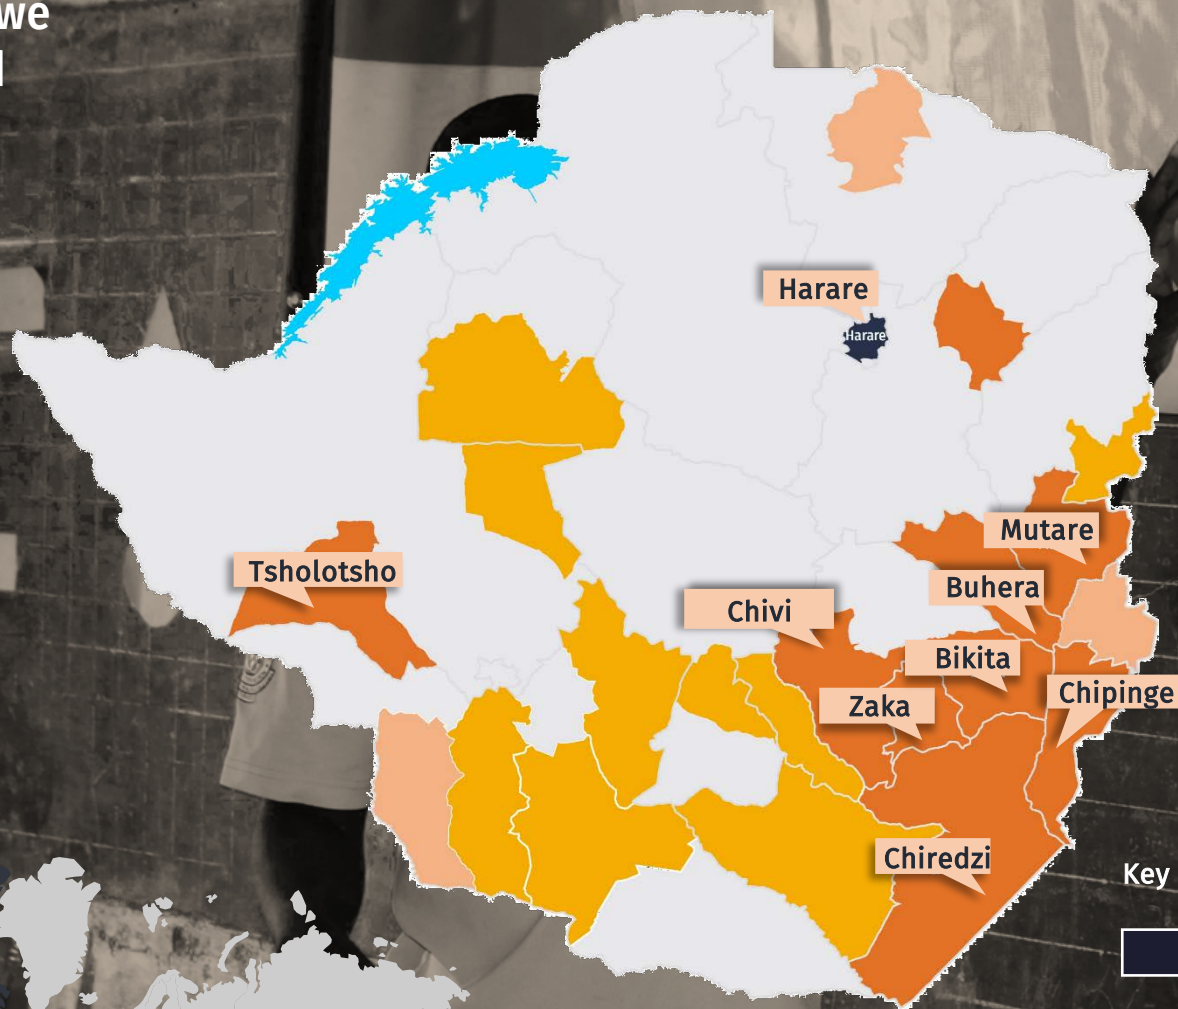 we
Harare
Harare
Mutare
Tsholotsho
Buhera
Chivi
Bikita
Chipinge
Zaka
Chiredzi
Key